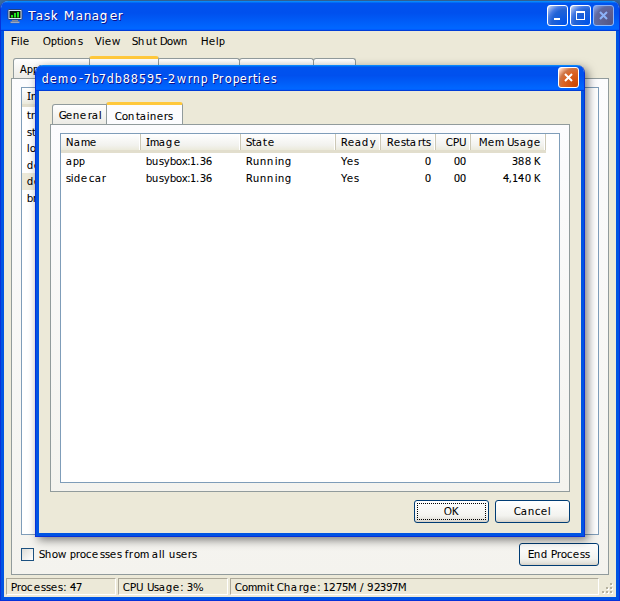 Task Manager
File Options View Shut Down Help
demo-7b7db88595-2wrnp Properties
General Containers
Name Image State Ready Restarts CPU Mem Usage
app busybox:1.36 Running Yes 0 00 388 K
sidecar busybox:1.36 Running Yes 0 00 4,140 K
OK Cancel
Show processes from all users
End Process
Processes: 47 CPU Usage: 3% Commit Charge: 1275M / 92397M